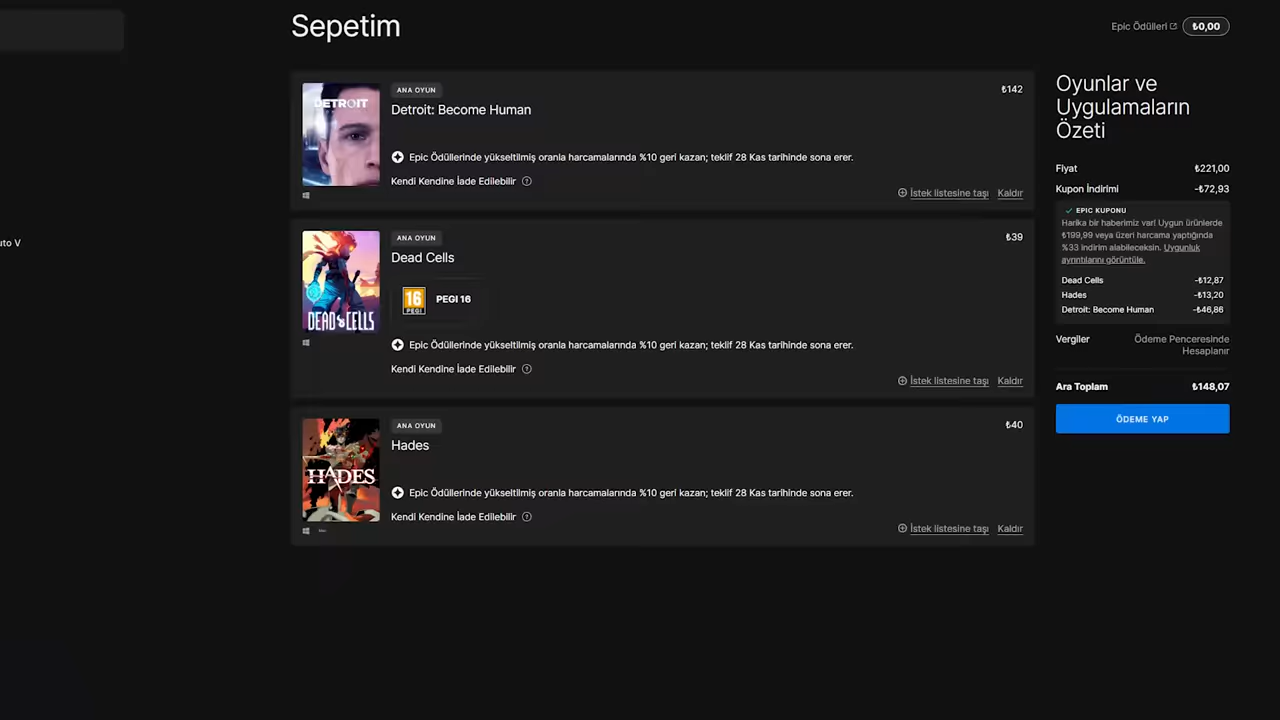 Sepetim
Epic Ödülleri ₺0,00
uto V
DETROIT
ANA OYUN
₺142
Detroit: Become Human
Epic Ödüllerinde yükseltilmiş oranla harcamalarında %10 geri kazan; teklif 28 Kas tarihinde sona erer.
Kendi Kendine İade Edilebilir
İstek listesine taşı Kaldır
DEAD CELLS
ANA OYUN
₺39
Dead Cells
16
PEGI
PEGI 16
Epic Ödüllerinde yükseltilmiş oranla harcamalarında %10 geri kazan; teklif 28 Kas tarihinde sona erer.
Kendi Kendine İade Edilebilir
İstek listesine taşı Kaldır
HADES
ANA OYUN
₺40
Hades
Epic Ödüllerinde yükseltilmiş oranla harcamalarında %10 geri kazan; teklif 28 Kas tarihinde sona erer.
Kendi Kendine İade Edilebilir
İstek listesine taşı Kaldır
Oyunlar ve
Uygulamaların
Özeti
Fiyat ₺221,00
Kupon İndirimi -₺72,93
EPIC KUPONU
Harika bir haberimiz var! Uygun ürünlerde
₺199,99 veya üzeri harcama yaptığında
%33 indirim alabileceksin. Uygunluk
ayrıntılarını görüntüle.
Dead Cells -₺12,87
Hades -₺13,20
Detroit: Become Human -₺46,86
Vergiler Ödeme Penceresinde
Hesaplanır
Ara Toplam ₺148,07
ÖDEME YAP